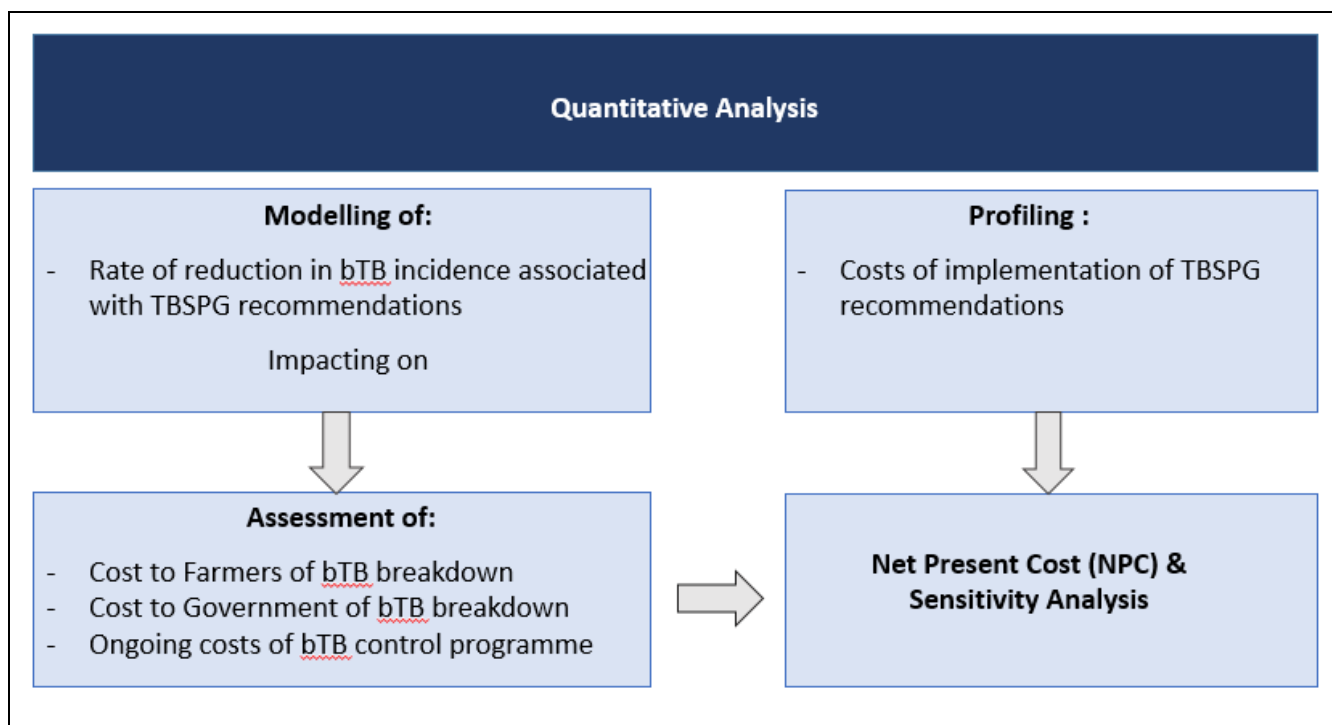 Quantitative Analysis
Modelling of:
- Rate of reduction in bTB incidence associated
with TBSPG recommendations
Impacting on
Profiling :
- Costs of implementation of TBSPG
recommendations
Assessment of:
- Cost to Farmers of bTB breakdown
- Cost to Government of bTB breakdown
- Ongoing costs of bTB control programme
Net Present Cost (NPC) &
Sensitivity Analysis